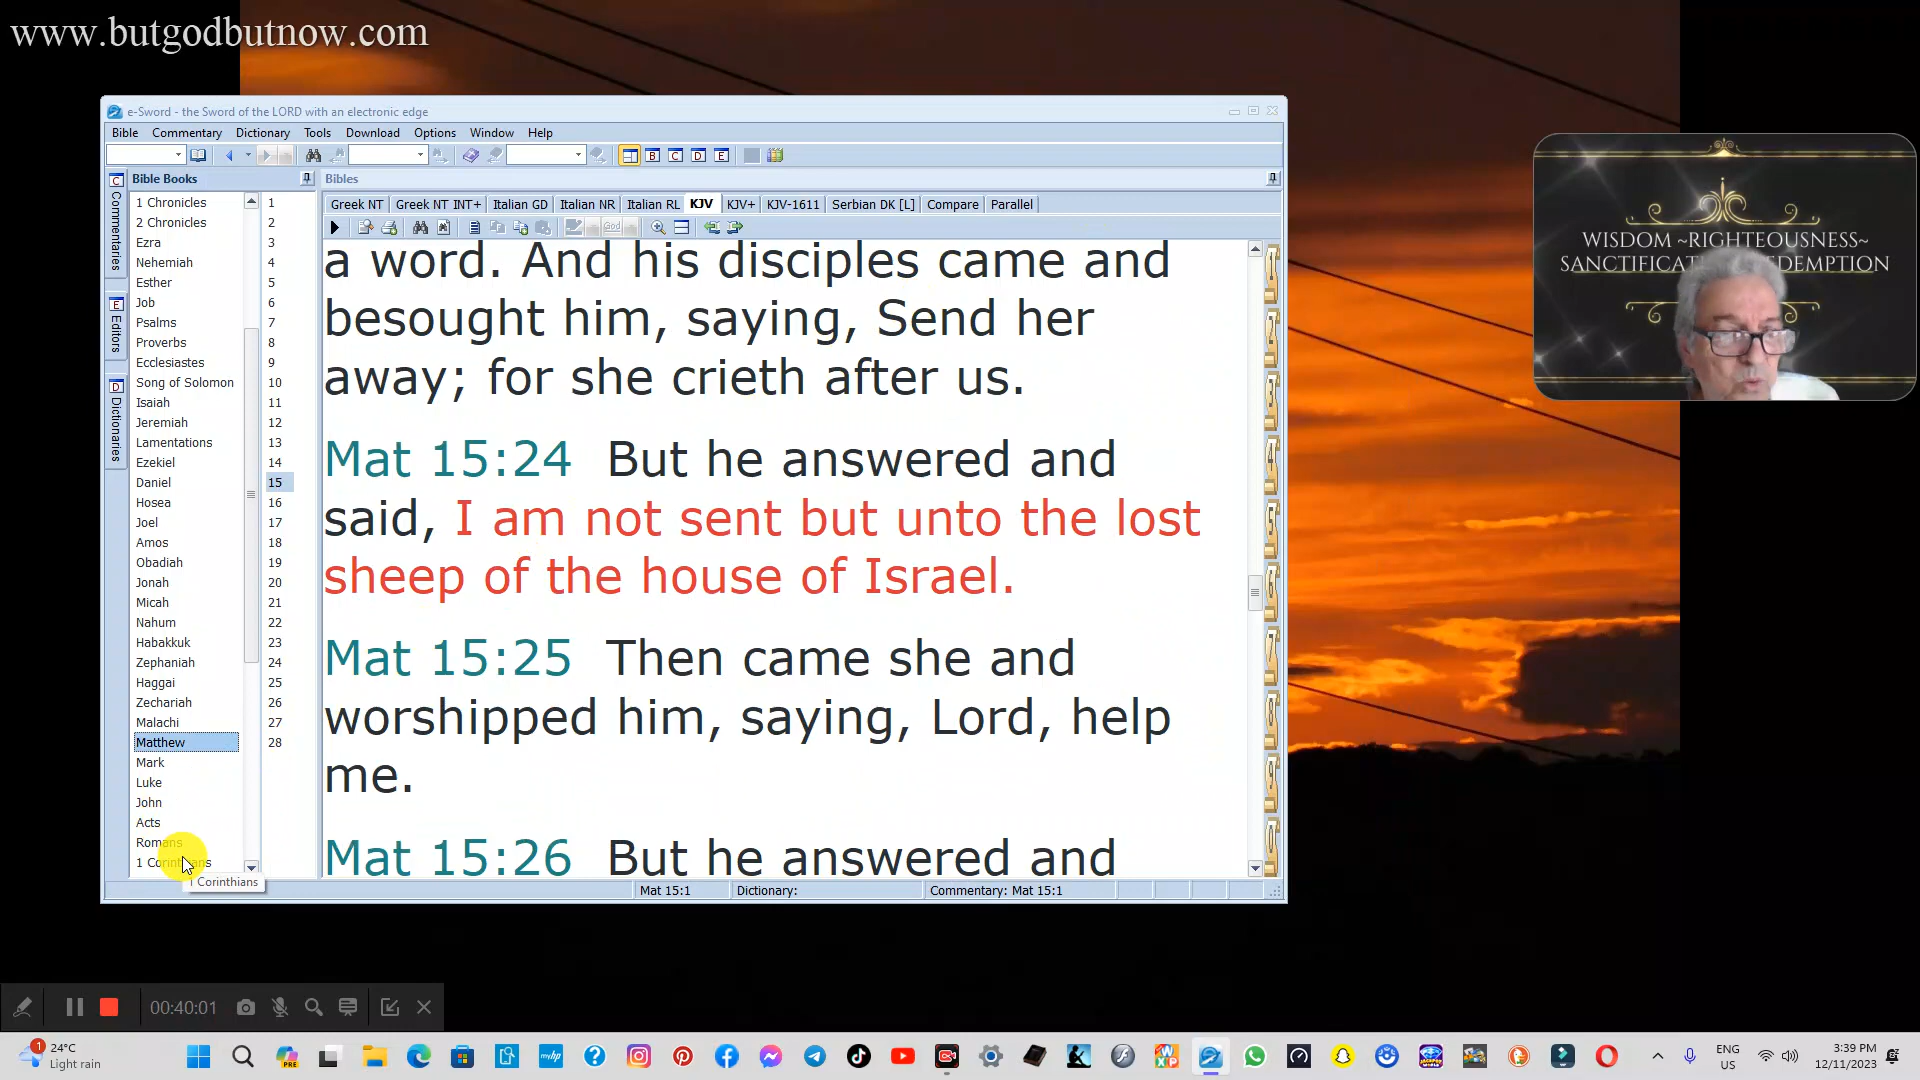 www.butgodbutnow.com
e-Sword - the Sword of the LORD with an electronic edge
Bible Commentary Dictionary Tools Download Options Window Help
B C D E
Bible Books
Bibles
C Commentaries
E Editors
D Dictionaries
Greek NT Greek NT INT+ Italian GD Italian NR Italian RL KJV KJV+ KJV-1611 Serbian DK [L] Compare Parallel
1 Chronicles 1
2 Chronicles 2
Ezra 3
Nehemiah 4
Esther 5
Job 6
Psalms 7
Proverbs 8
Ecclesiastes 9
Song of Solomon 10
Isaiah 11
Jeremiah 12
Lamentations 13
Ezekiel 14
Daniel 15
Hosea 16
Joel 17
Amos 18
Obadiah 19
Jonah 20
Micah 21
Nahum 22
Habakkuk 23
Zephaniah 24
Haggai 25
Zechariah 26
Malachi 27
Matthew 28
Mark
Luke
John
Acts
Romans
1 Corinthians
1 Corinthians
a word. And his disciples came and
besought him, saying, Send her
away; for she crieth after us.
Mat 15:24 But he answered and
said, I am not sent but unto the lost
sheep of the house of Israel.
Mat 15:25 Then came she and
worshipped him, saying, Lord, help
me.
Mat 15:26 But he answered and
Mat 15:1 Dictionary: Commentary: Mat 15:1
WISDOM ~RIGHTEOUSNESS~
00:40:01
1
24°C
Light rain
PRE
myhp
ENG
US
3:39 PM
12/11/2023